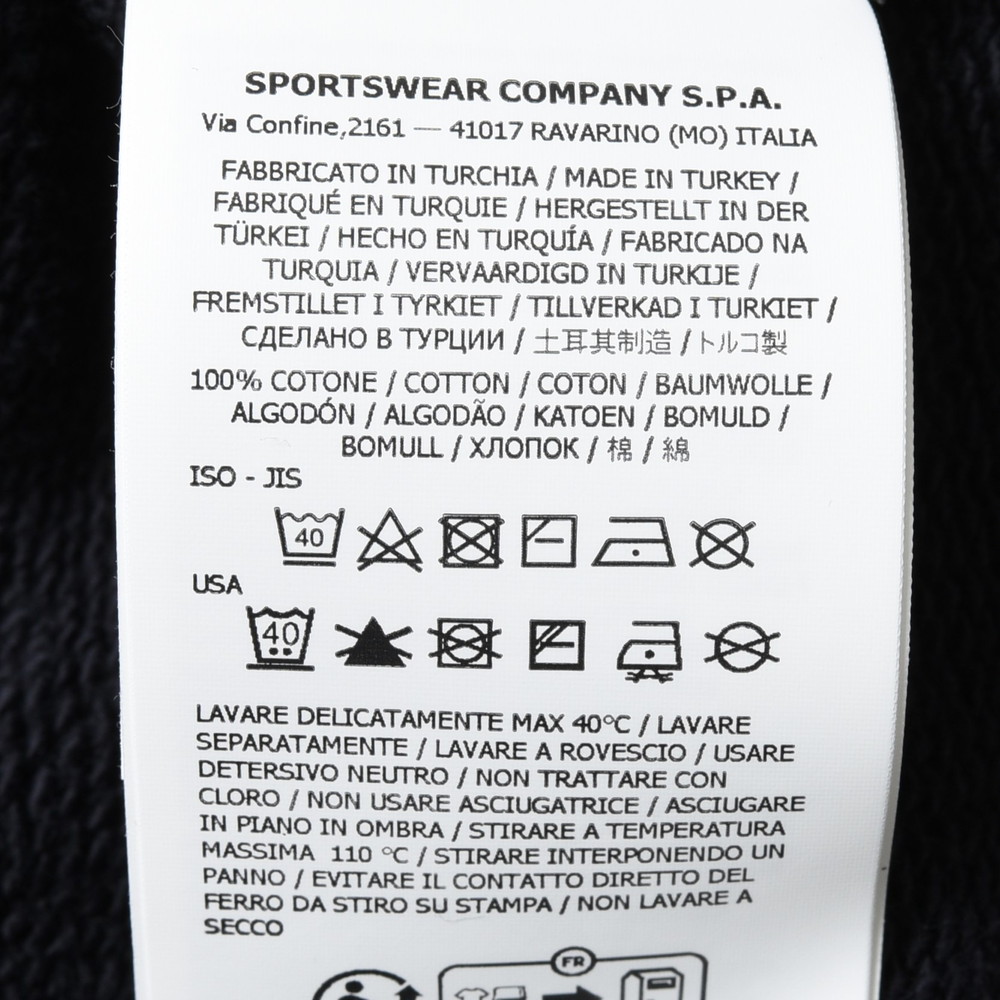 SPORTSWEAR COMPANY S.P.A.
Via Confine,2161 — 41017 RAVARINO (MO) ITALIA
FABBRICATO IN TURCHIA / MADE IN TURKEY /
FABRIQUÉ EN TURQUIE / HERGESTELLT IN DER
TÜRKEI / HECHO EN TURQUÍA / FABRICADO NA
TURQUIA / VERVAARDIGD IN TURKIJE /
FREMSTILLET I TYRKIET / TILLVERKAD I TURKIET /
СДЕЛАНО В ТУРЦИИ / 土耳其制造 / トルコ製
100% COTONE / COTTON / COTON / BAUMWOLLE /
ALGODÓN / ALGODÃO / KATOEN / BOMULD /
BOMULL / ХЛОПОК / 棉 / 綿
ISO - JIS
40
USA
40
LAVARE DELICATAMENTE MAX 40°C / LAVARE
SEPARATAMENTE / LAVARE A ROVESCIO / USARE
DETERSIVO NEUTRO / NON TRATTARE CON
CLORO / NON USARE ASCIUGATRICE / ASCIUGARE
IN PIANO IN OMBRA / STIRARE A TEMPERATURA
MASSIMA 110 °C / STIRARE INTERPONENDO UN
PANNO / EVITARE IL CONTATTO DIRETTO DEL
FERRO DA STIRO SU STAMPA / NON LAVARE A
SECCO
FR